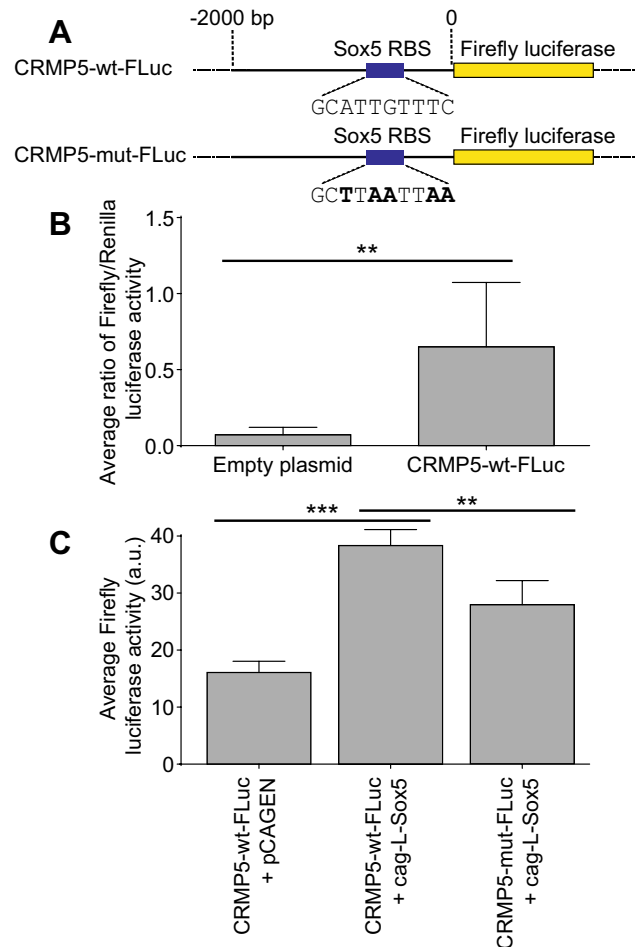 A
-2000 bp 0
Sox5 RBS Firefly luciferase
CRMP5-wt-FLuc
GCATTGTTTC
Sox5 RBS Firefly luciferase
CRMP5-mut-FLuc
GCTTAATTAA
B
Average ratio of Firefly/Renilla
luciferase activity
1.5
1.0
0.5
0.0
**
Empty plasmid CRMP5-wt-FLuc
C
Average Firefly
luciferase activity (a.u.)
40
30
20
10
0
*** **
CRMP5-wt-FLuc
+ pCAGEN
CRMP5-wt-FLuc
+ cag-L-Sox5
CRMP5-mut-FLuc
+ cag-L-Sox5